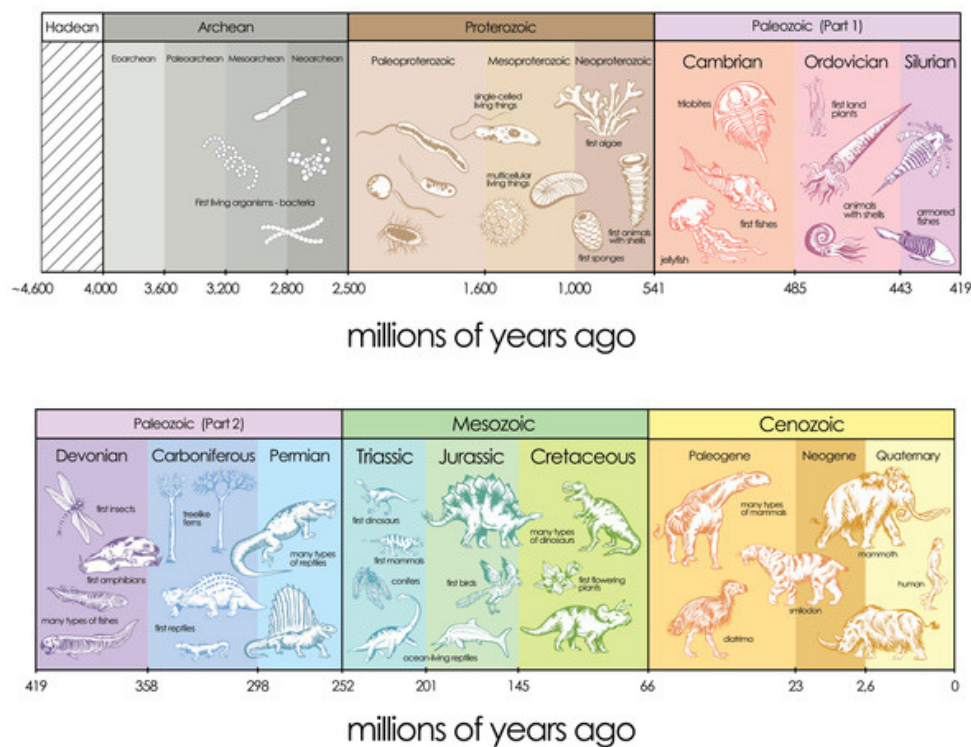 Hadean
Archean
Proterozoic
Paleozoic (Part 1)
Eoarchean
Paleoarchean
Mesoarchean
Neoarchean
Paleoproterozoic
Mesoproterozoic
Neoproterozoic
Cambrian
Ordovician
Silurian
First living organisms - bacteria
single-celled
living things
multicellular
living things
first algae
first animals
with shells
first sponges
trilobites
first fishes
jellyfish
first land
plants
animals
with shells
armored
fishes
~4,600
4,000
3,600
3,200
2,800
2,500
1,600
1,000
541
485
443
419
millions of years ago
Paleozoic (Part 2)
Mesozoic
Cenozoic
Devonian
Carboniferous
Permian
Triassic
Jurassic
Cretaceous
Paleogene
Neogene
Quaternary
first insects
first amphibians
many types of fishes
treelike
ferns
first reptiles
many types
of reptiles
first dinosaurs
first mammals
conifers
first birds
ocean-living reptiles
many types
of dinosaurs
first flowering
plants
many types
of mammals
diatrima
smilodon
mammoth
human
419
358
298
252
201
145
66
23
2,6
0
millions of years ago